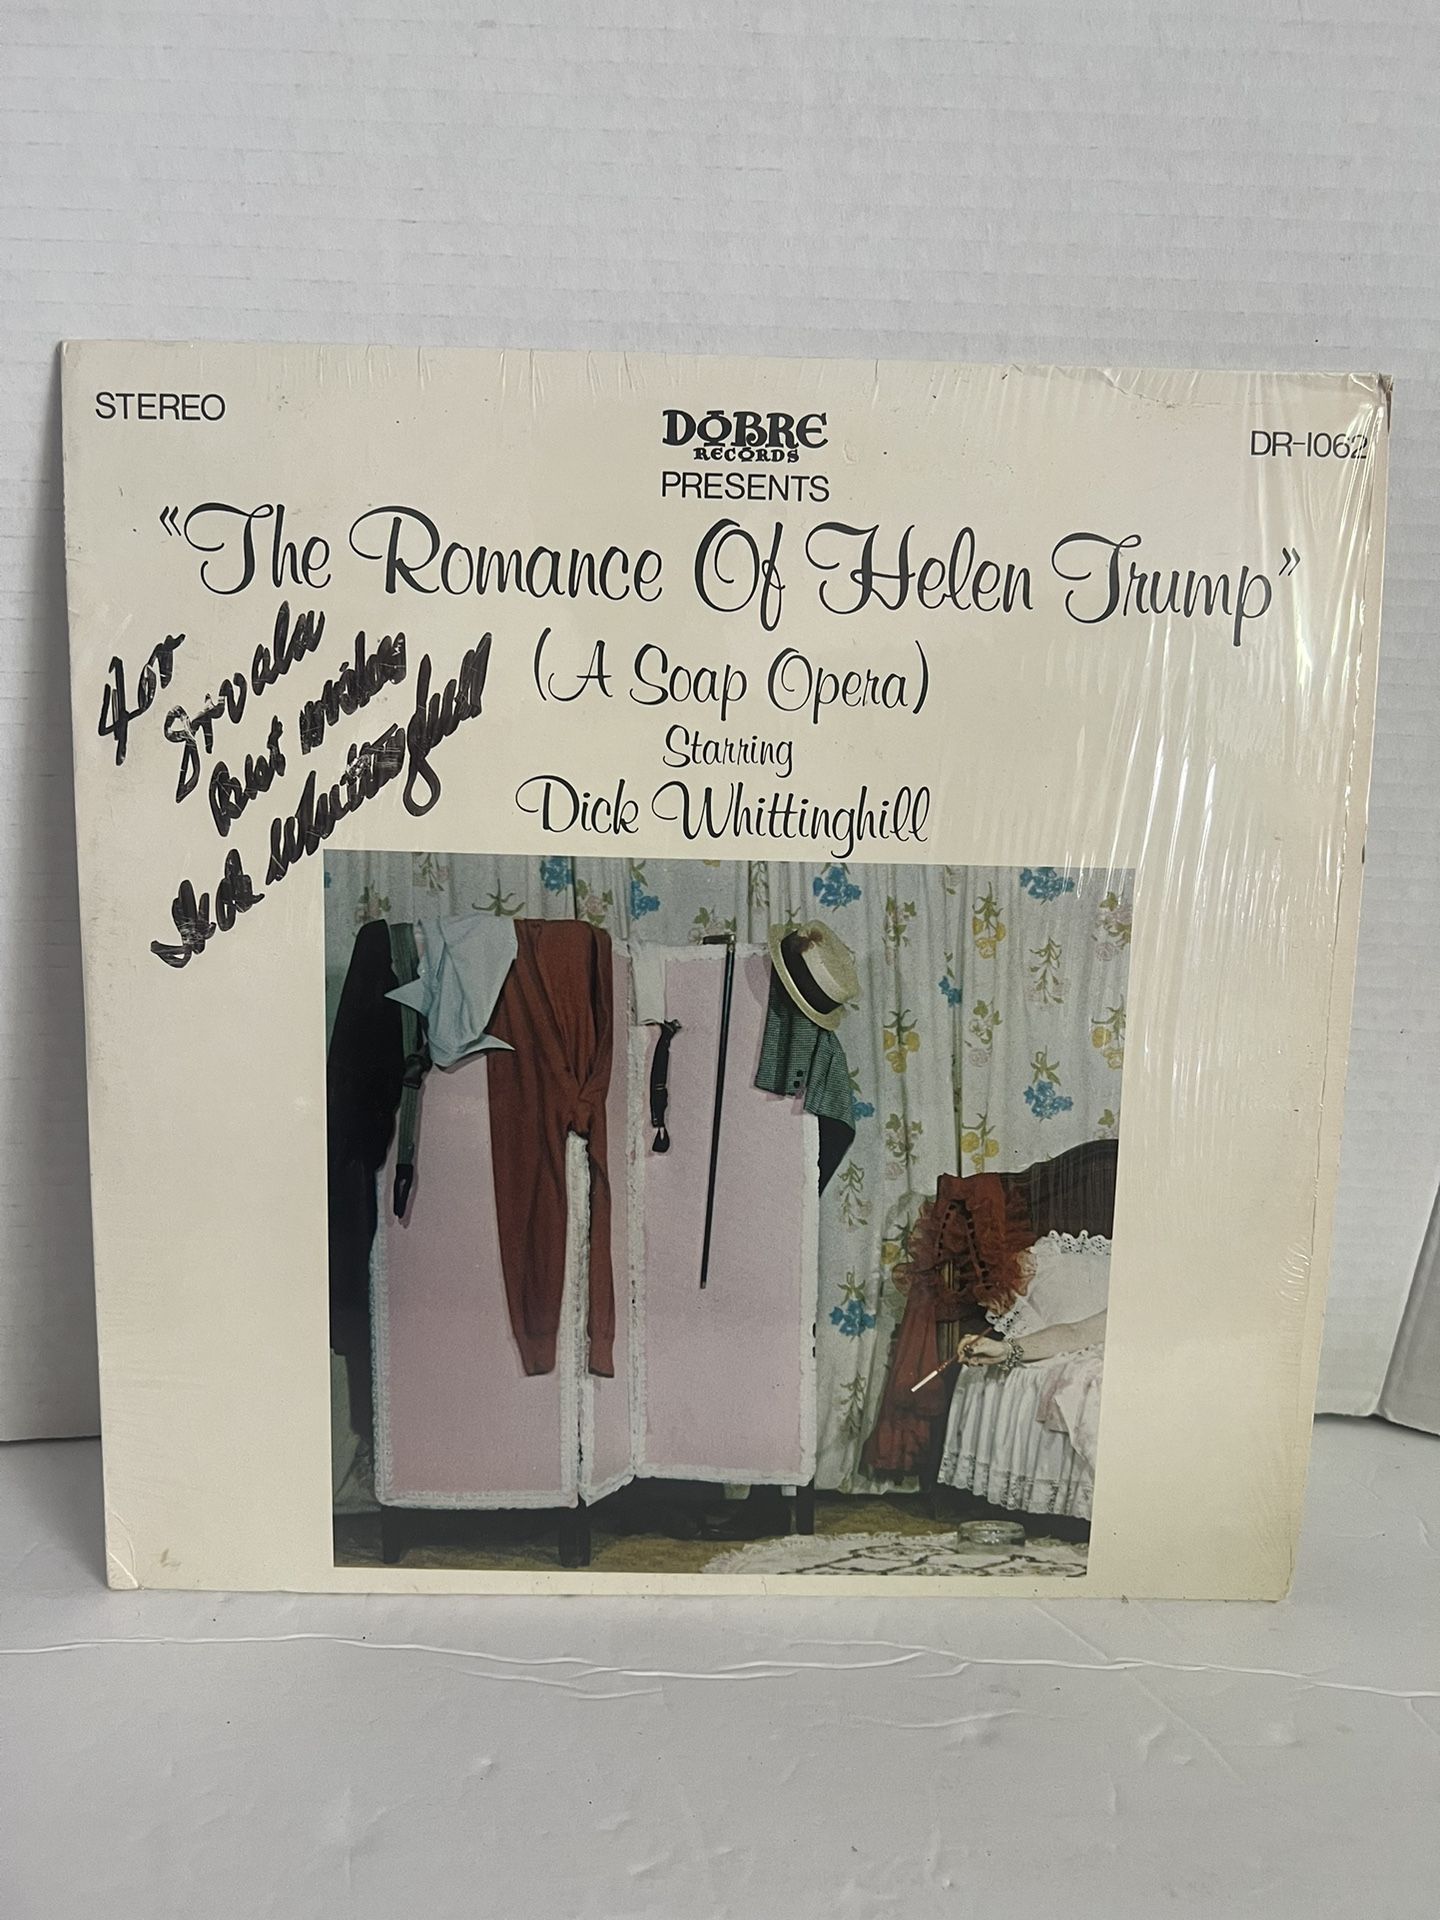 STEREO
DOBRE
RECORDS
DR-1062
PRESENTS
"The Romance Of Helen Trump"
(A Soap Opera)
Starring
Dick Whittinghill
For
Best wishes
Dick Whittinghill